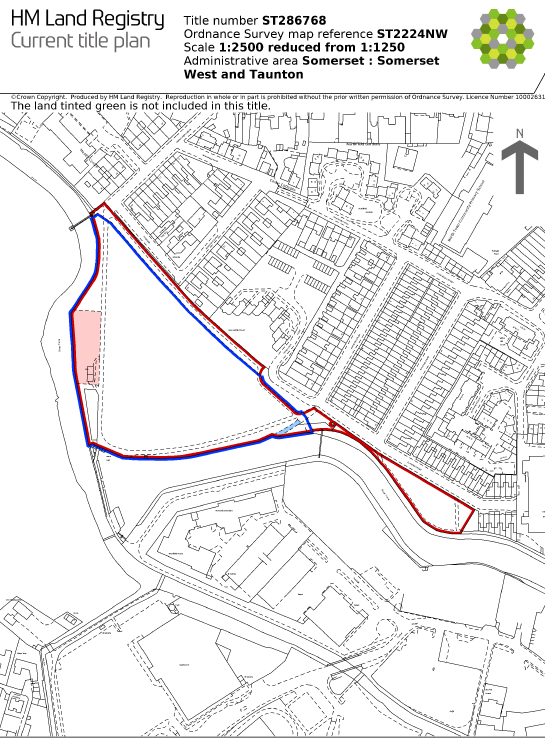 HM Land Registry
Current title plan
Title number ST286768
Ordnance Survey map reference ST2224NW
Scale 1:2500 reduced from 1:1250
Administrative area Somerset : Somerset
West and Taunton
©Crown Copyright. Produced by HM Land Registry. Reproduction in whole or in part is prohibited without the prior written permission of Ordnance Survey. Licence Number 10002631
The land tinted green is not included in this title.
N